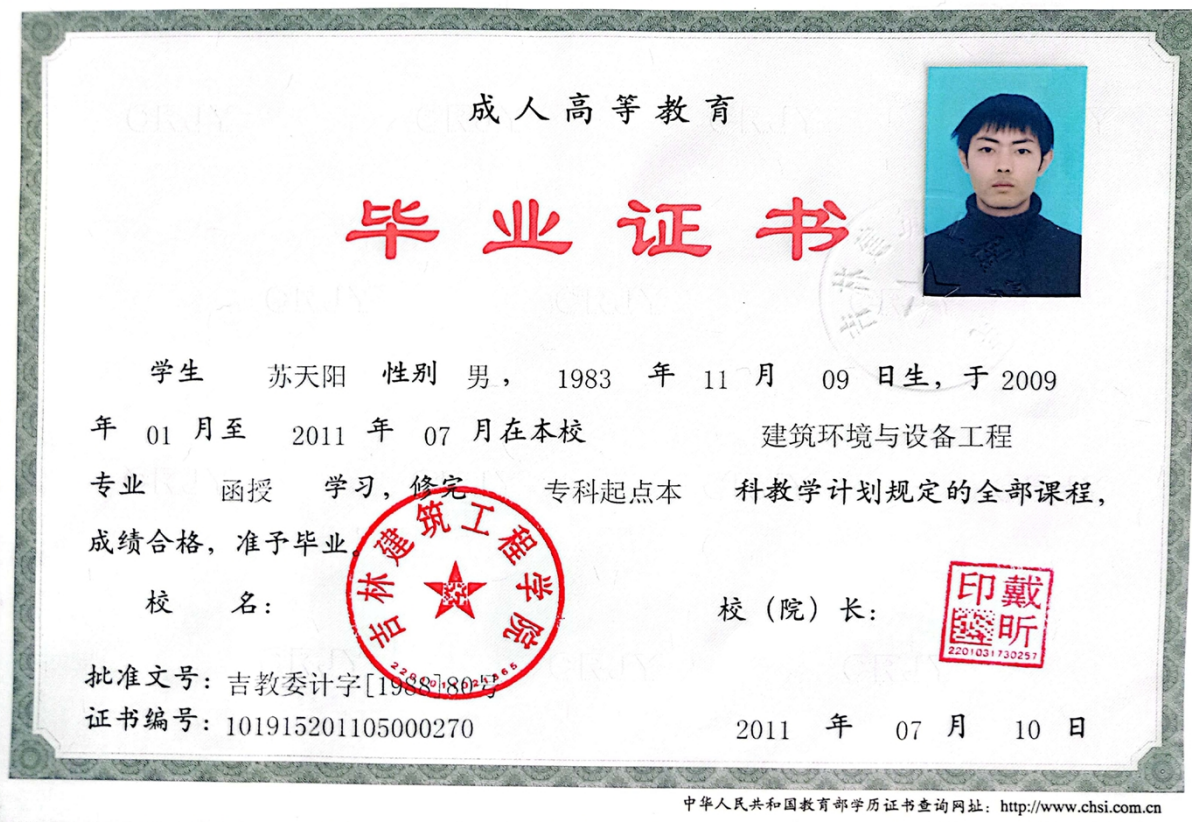 成人高等教育
毕业证书
学生 苏天阳 性别 男， 1983 年 11 月 09 日生，于 2009
年 01 月至 2011 年 07 月在本校 建筑环境与设备工程
专业 函授 学习，修完 专科起点本 科教学计划规定的全部课程，
成绩合格，准予毕业。
校 名：
吉林建筑工程学院
校（院）长：
戴昕印
2201031730257
批准文号：吉教委计字[1988]80号
证书编号：101915201105000270
2011 年 07 月 10 日
中华人民共和国教育部学历证书查询网址：http://www.chsi.com.cn